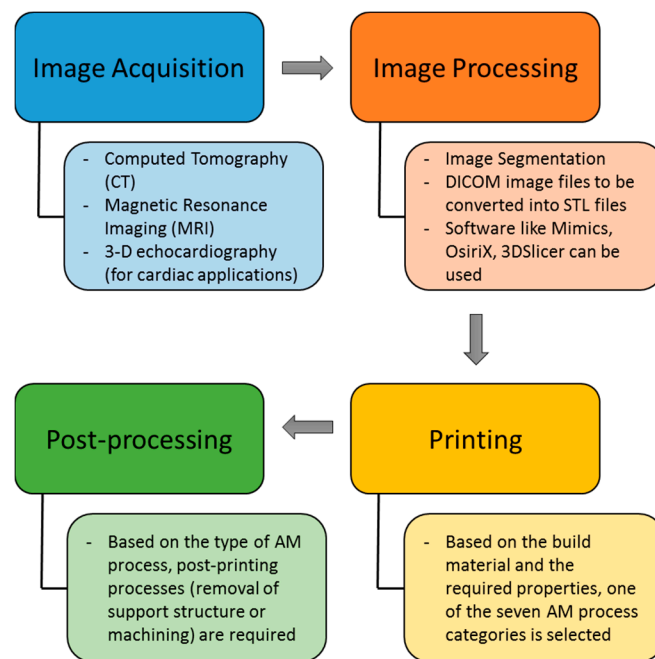 Image Acquisition
- Computed Tomography
(CT)
- Magnetic Resonance
Imaging (MRI)
- 3-D echocardiography
(for cardiac applications)
Image Processing
- Image Segmentation
- DICOM image files to be
converted into STL files
- Software like Mimics,
OsiriX, 3DSlicer can be
used
Printing
- Based on the build
material and the
required properties, one
of the seven AM process
categories is selected
Post-processing
- Based on the type of AM
process, post-printing
processes (removal of
support structure or
machining) are required